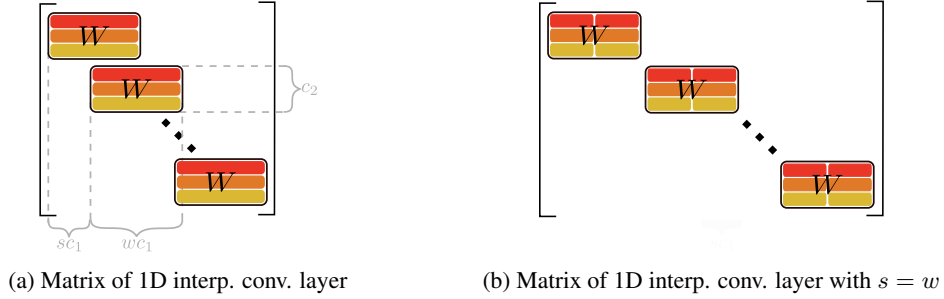 W
W
W
c₂
sc₁
wc₁
(a) Matrix of 1D interp. conv. layer
W
W
W
(b) Matrix of 1D interp. conv. layer with s = w